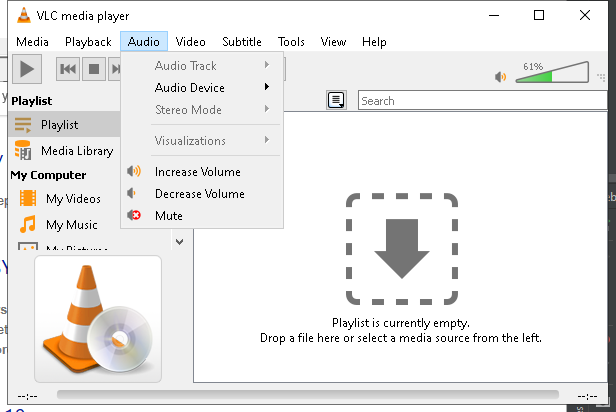 VLC media player
Media Playback Audio Video Subtitle Tools View Help
Audio Track
Audio Device
Stereo Mode
Visualizations
Increase Volume
Decrease Volume
Mute
61%
Search
Playlist
Playlist
Media Library
My Computer
My Videos
My Music
Playlist is currently empty.
Drop a file here or select a media source from the left.
--:-- --:--